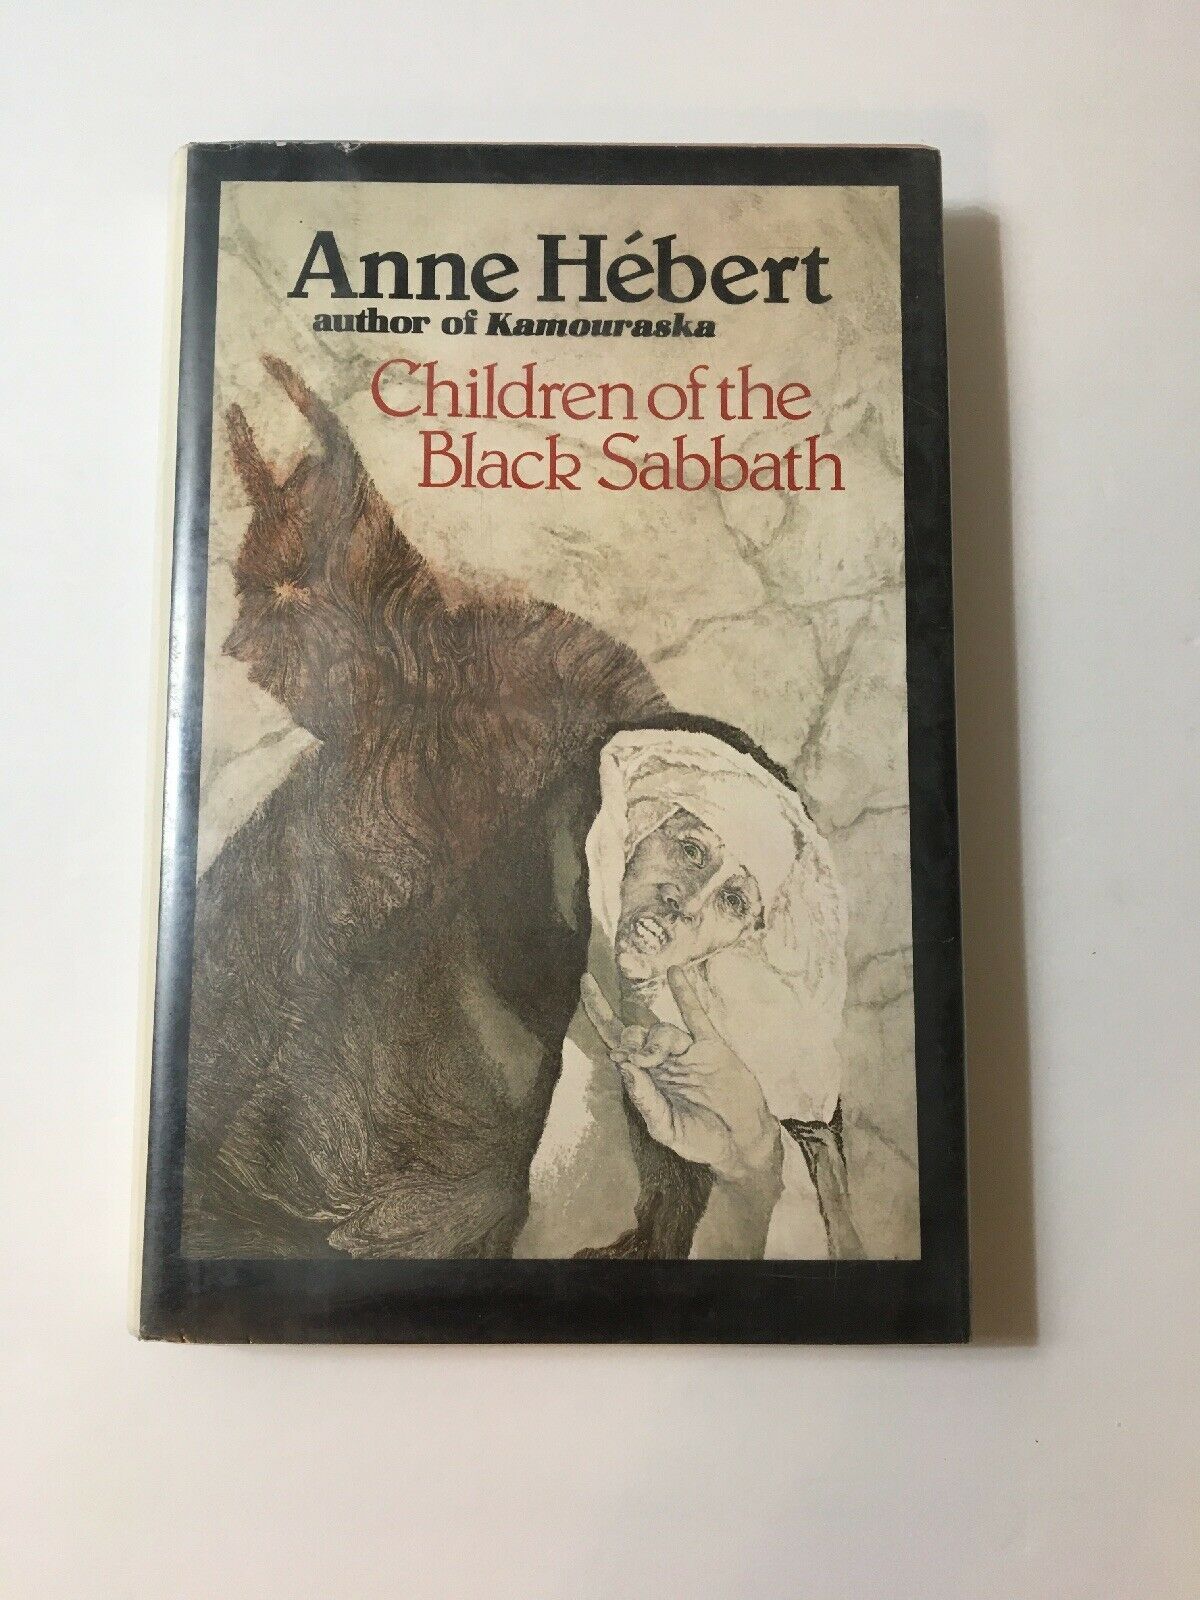 Anne Hébert
author of Kamouraska
Children of the
Black Sabbath